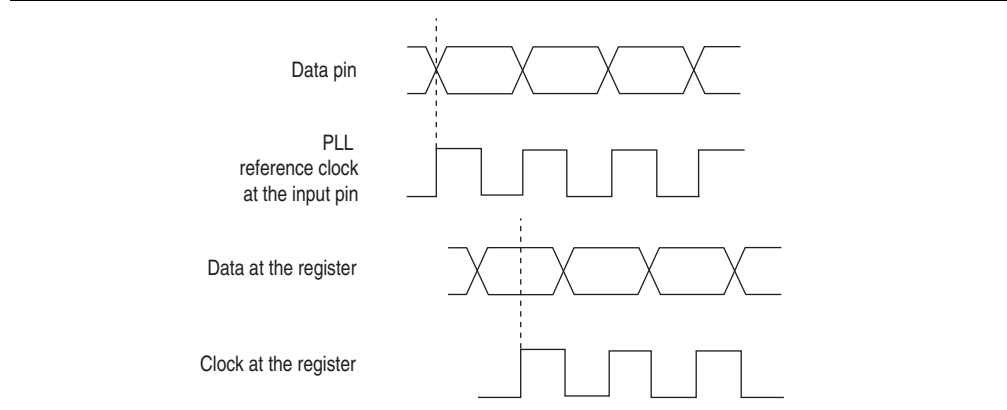 Data pin
PLL
reference clock
at the input pin
Data at the register
Clock at the register